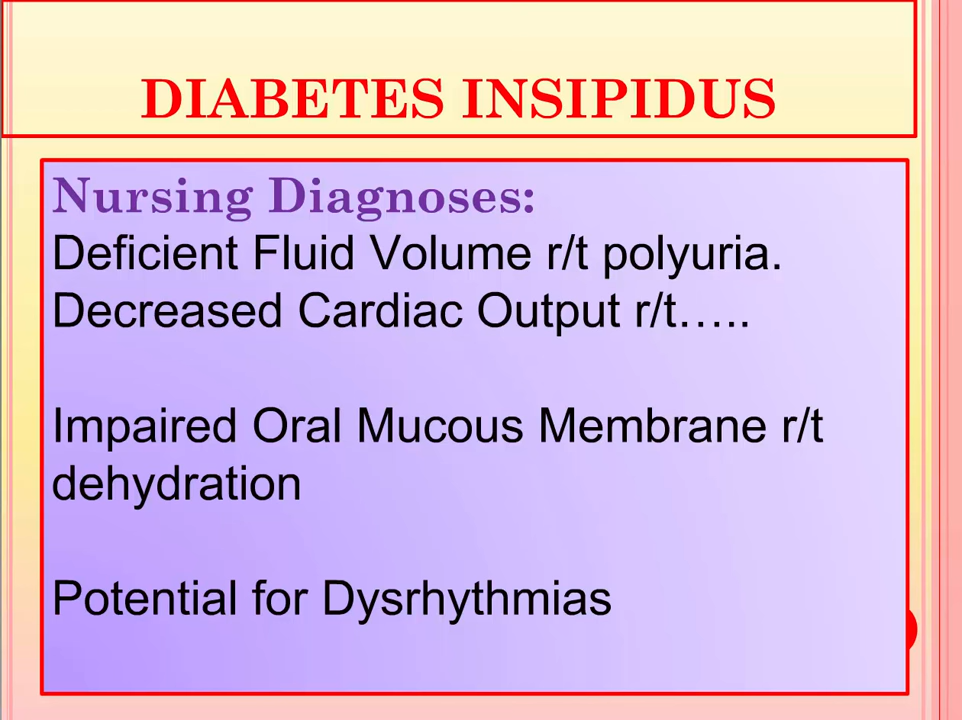 DIABETES INSIPIDUS
Nursing Diagnoses:
Deficient Fluid Volume r/t polyuria.
Decreased Cardiac Output r/t…..
Impaired Oral Mucous Membrane r/t
dehydration
Potential for Dysrhythmias